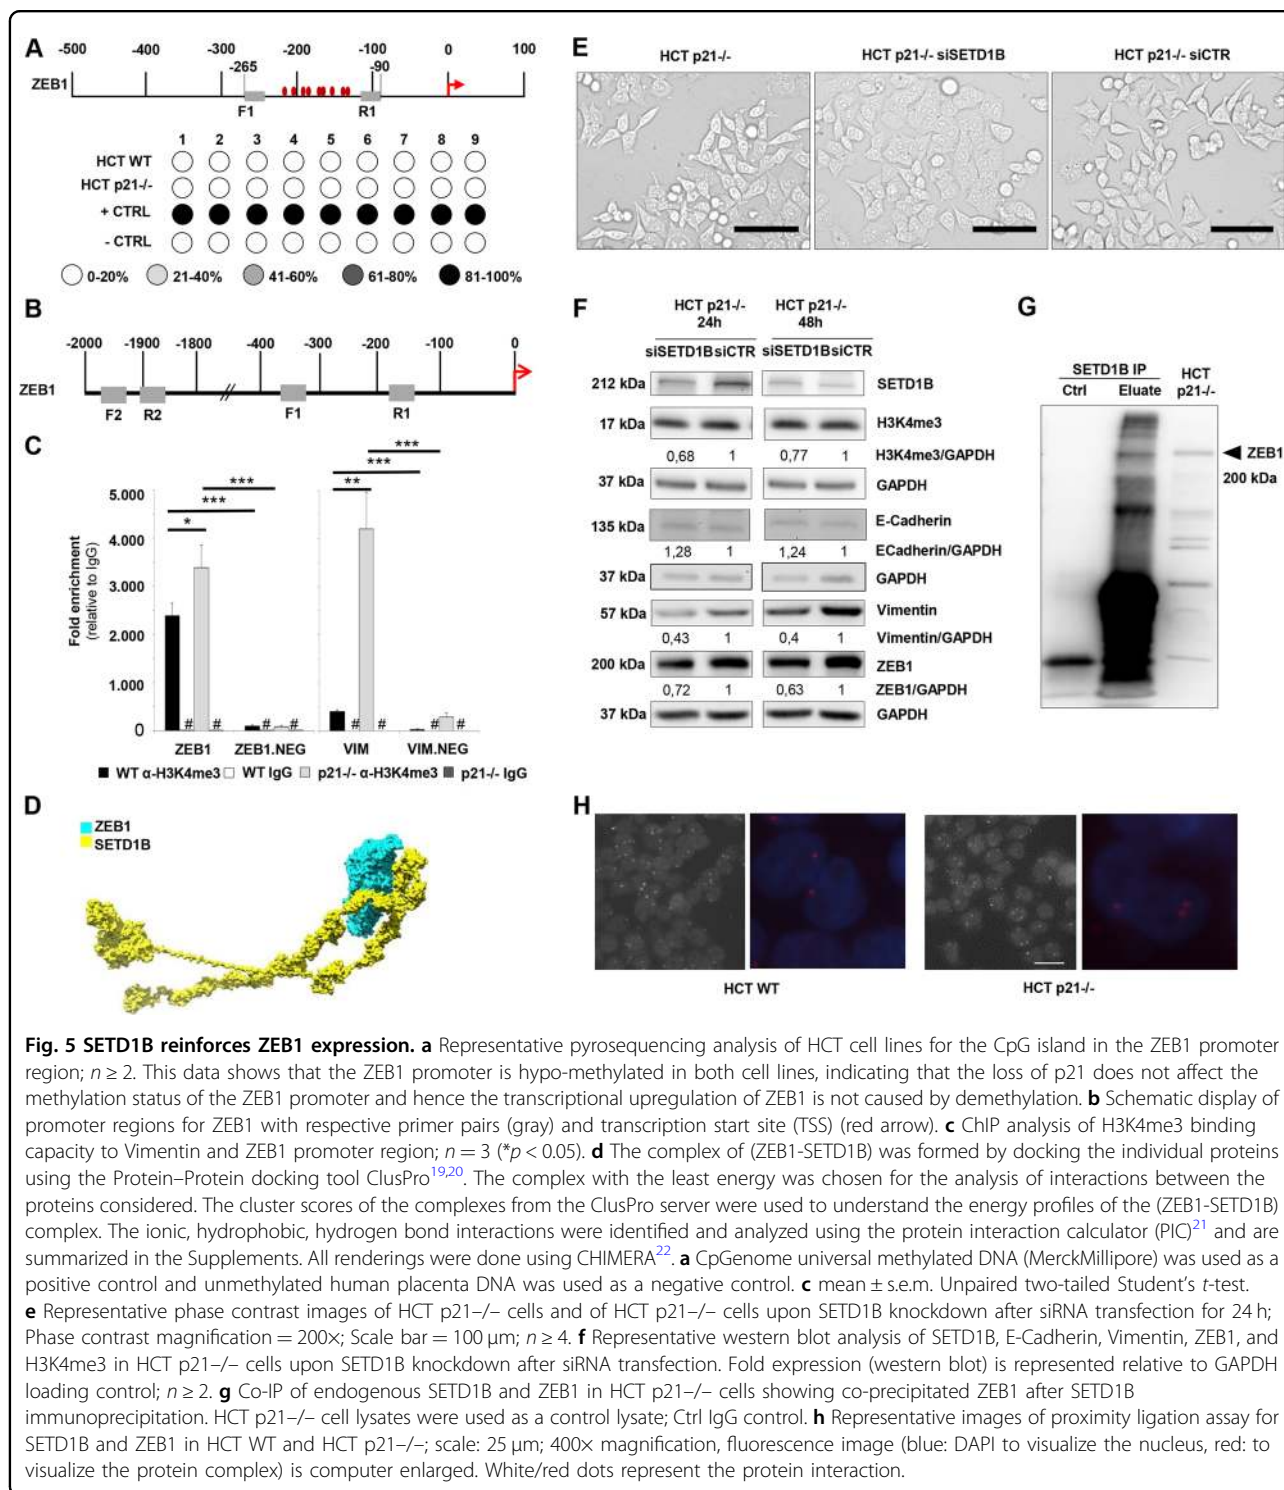 A
-500 -400 -300 -200 -100 0 100
-265 -90
ZEB1
F1 R1
1 2 3 4 5 6 7 8 9
HCT WT
HCT p21-/-
+ CTRL
- CTRL
0-20% 21-40% 41-60% 61-80% 81-100%
B
-2000 -1900 -1800 -400 -300 -200 -100 0
ZEB1
F2 R2 F1 R1
C
Fold enrichment
(relative to IgG)
5.000
4.000
3.000
2.000
1.000
0
*** ***
*** ***
* **
# # # # # # # #
ZEB1 ZEB1.NEG VIM VIM.NEG
WT α-H3K4me3 WT IgG p21-/- α-H3K4me3 p21-/- IgG
D
ZEB1
SETD1B
E
HCT p21-/- HCT p21-/- siSETD1B HCT p21-/- siCTR
F
HCT p21-/- HCT p21-/-
24h 48h
siSETD1B siCTR siSETD1B siCTR
212 kDa SETD1B
17 kDa H3K4me3
0,68 1 0,77 1 H3K4me3/GAPDH
37 kDa GAPDH
135 kDa E-Cadherin
1,28 1 1,24 1 ECadherin/GAPDH
37 kDa GAPDH
57 kDa Vimentin
0,43 1 0,4 1 Vimentin/GAPDH
200 kDa ZEB1
0,72 1 0,63 1 ZEB1/GAPDH
37 kDa GAPDH
G
SETD1B IP HCT
Ctrl Eluate p21-/-
ZEB1
200 kDa
H
HCT WT HCT p21-/-
Fig. 5 SETD1B reinforces ZEB1 expression. a Representative pyrosequencing analysis of HCT cell lines for the CpG island in the ZEB1 promoter
region; n ≥ 2. This data shows that the ZEB1 promoter is hypo-methylated in both cell lines, indicating that the loss of p21 does not affect the
methylation status of the ZEB1 promoter and hence the transcriptional upregulation of ZEB1 is not caused by demethylation. b Schematic display of
promoter regions for ZEB1 with respective primer pairs (gray) and transcription start site (TSS) (red arrow). c ChIP analysis of H3K4me3 binding
capacity to Vimentin and ZEB1 promoter region; n = 3 (*p < 0.05). d The complex of (ZEB1-SETD1B) was formed by docking the individual proteins
using the Protein–Protein docking tool ClusPro19,20. The complex with the least energy was chosen for the analysis of interactions between the
proteins considered. The cluster scores of the complexes from the ClusPro server were used to understand the energy profiles of the (ZEB1-SETD1B)
complex. The ionic, hydrophobic, hydrogen bond interactions were identified and analyzed using the protein interaction calculator (PIC)21 and are
summarized in the Supplements. All renderings were done using CHIMERA22. a CpGenome universal methylated DNA (MerckMillipore) was used as a
positive control and unmethylated human placenta DNA was used as a negative control. c mean ± s.e.m. Unpaired two-tailed Student's t-test.
e Representative phase contrast images of HCT p21–/– cells and of HCT p21–/– cells upon SETD1B knockdown after siRNA transfection for 24 h;
Phase contrast magnification = 200×; Scale bar = 100 μm; n ≥ 4. f Representative western blot analysis of SETD1B, E-Cadherin, Vimentin, ZEB1, and
H3K4me3 in HCT p21–/– cells upon SETD1B knockdown after siRNA transfection. Fold expression (western blot) is represented relative to GAPDH
loading control; n ≥ 2. g Co-IP of endogenous SETD1B and ZEB1 in HCT p21–/– cells showing co-precipitated ZEB1 after SETD1B
immunoprecipitation. HCT p21–/– cell lysates were used as a control lysate; Ctrl IgG control. h Representative images of proximity ligation assay for
SETD1B and ZEB1 in HCT WT and HCT p21–/–; scale: 25 μm; 400× magnification, fluorescence image (blue: DAPI to visualize the nucleus, red: to
visualize the protein complex) is computer enlarged. White/red dots represent the protein interaction.